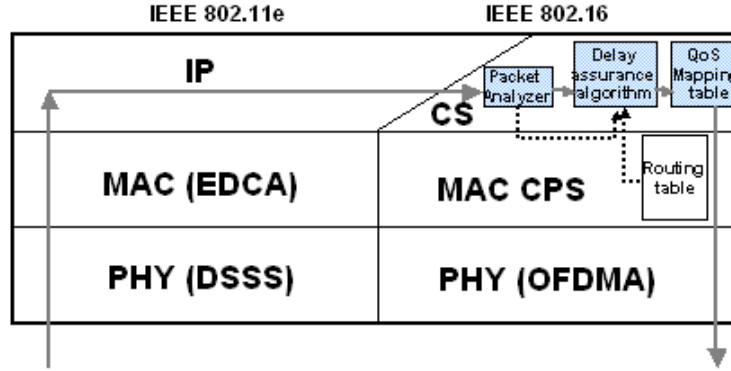 IEEE 802.11e
IEEE 802.16
IP
CS
Packet
Analyzer
Delay
assurance
algorithm
QoS
Mapping
table
MAC (EDCA)
MAC CPS
Routing
table
PHY (DSSS)
PHY (OFDMA)